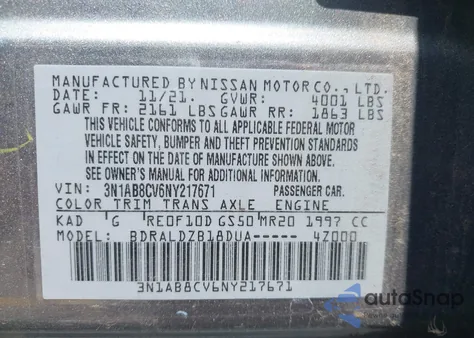 MANUFACTURED BY NISSAN MOTOR CO., LTD.
DATE: 11/21. GVWR: 4001 LBS
GAWR FR: 2161 LBS GAWR RR: 1863 LBS
THIS VEHICLE CONFORMS TO ALL APPLICABLE FEDERAL MOTOR
VEHICLE SAFETY, BUMPER AND THEFT PREVENTION STANDARDS
IN EFFECT ON THE DATE OF MANUFACTURE SHOWN ABOVE.
SEE OWNER'S MANUAL FOR ADDITIONAL INFORMATION.
VIN: 3N1AB8CV6NY217671 PASSENGER CAR.
COLOR TRIM TRANS AXLE ENGINE
KAD G RE0F10D GS50 MR20 1997 CC
MODEL: BDRALDZB18DUA----- 4Z000
3N1AB8CV6NY217671
autoSnap